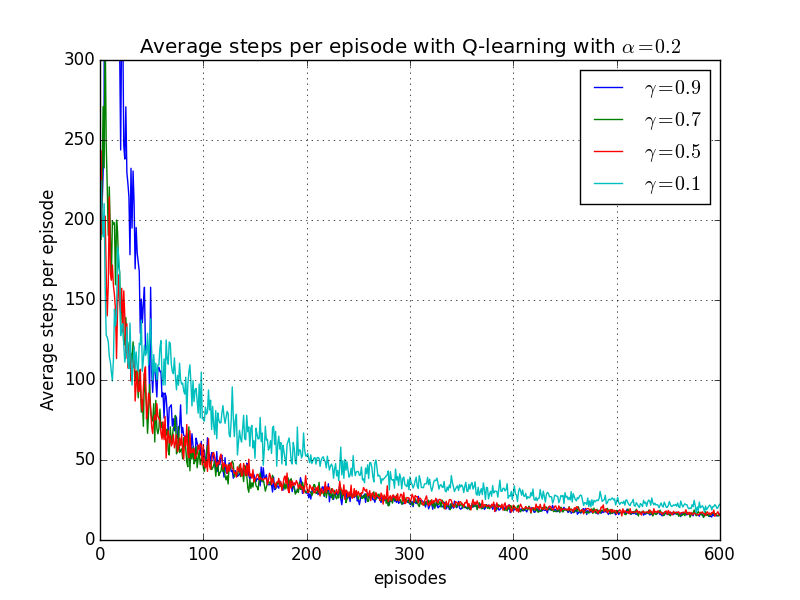 Average steps per episode with Q-learning with α=0.2
300
250
200
150
100
50
0
Average steps per episode
γ=0.9
γ=0.7
γ=0.5
γ=0.1
0 100 200 300 400 500 600
episodes